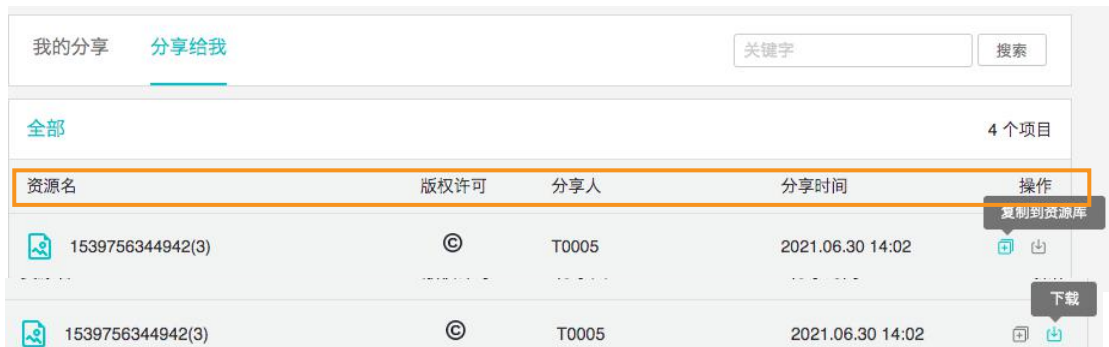 我的分享 分享给我 关键字 搜索
全部 4 个项目
资源名 版权许可 分享人 分享时间 操作
复制到资源库
1539756344942(3) © T0005 2021.06.30 14:02
下载
1539756344942(3) © T0005 2021.06.30 14:02